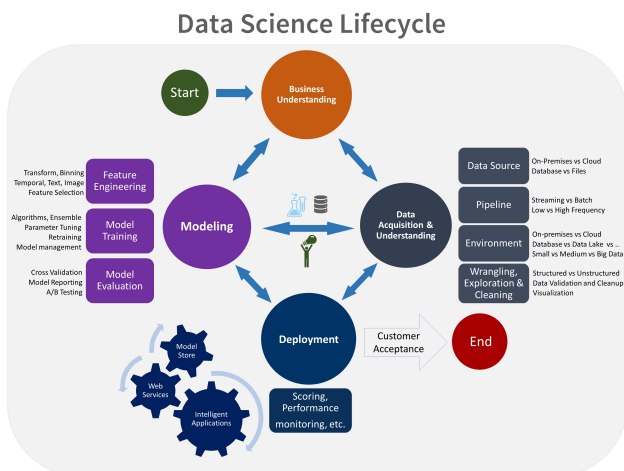 Data Science Lifecycle
Start
Business
Understanding
Transform, Binning
Temporal, Text, Image
Feature Selection
Feature
Engineering
Algorithms, Ensemble
Parameter Tuning
Retraining
Model management
Model
Training
Cross Validation
Model Reporting
A/B Testing
Model
Evaluation
Modeling
Data
Acquisition &
Understanding
Data Source
On-Premises vs Cloud
Database vs Files
Pipeline
Streaming vs Batch
Low vs High Frequency
Environment
On-premises vs Cloud
Database vs Data Lake vs ..
Small vs Medium vs Big Data
Wrangling,
Exploration &
Cleaning
Structured vs Unstructured
Data Validation and Cleanup
Visualization
Deployment
Customer
Acceptance
End
Scoring,
Performance
monitoring, etc.
Model
Store
Web
Services
Intelligent
Applications